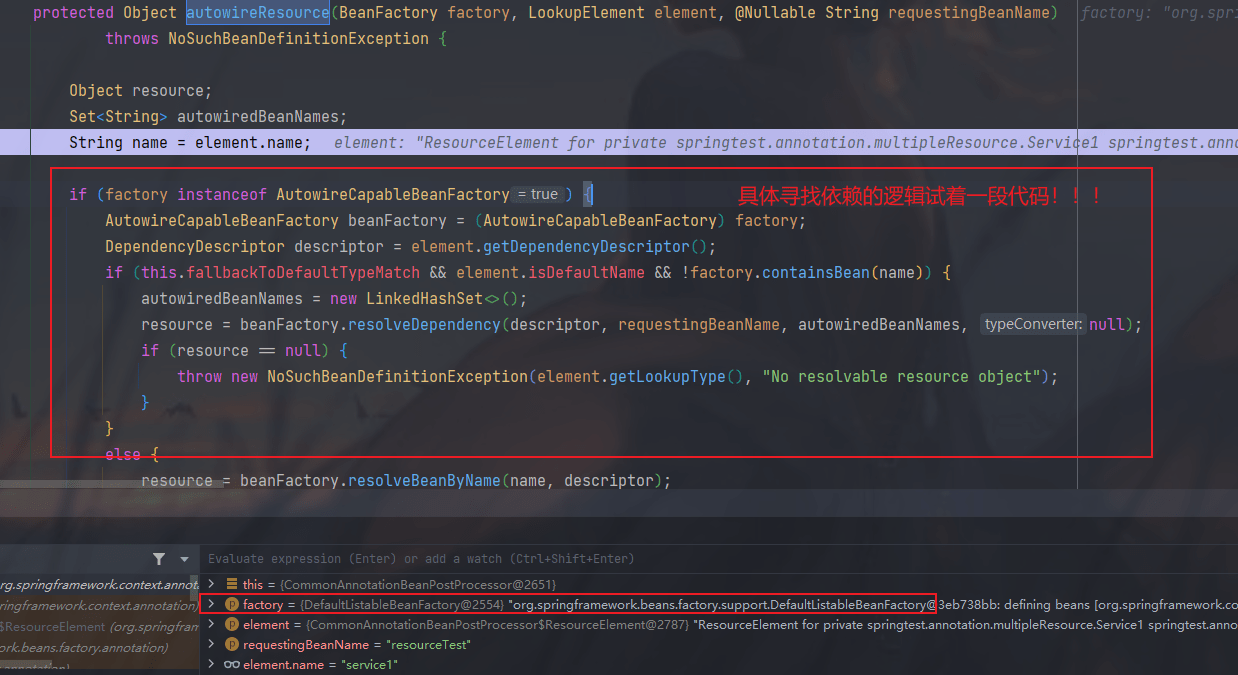 protected Object autowireResource(BeanFactory factory, LookupElement element, @Nullable String requestingBeanName) factory: "org.spri
throws NoSuchBeanDefinitionException {
Object resource;
Set<String> autowiredBeanNames;
String name = element.name; element: "ResourceElement for private springtest.annotation.multipleResource.Service1 springtest.anno
if (factory instanceof AutowireCapableBeanFactory = true ) {
具体寻找依赖的逻辑试着一段代码！！！
AutowireCapableBeanFactory beanFactory = (AutowireCapableBeanFactory) factory;
DependencyDescriptor descriptor = element.getDependencyDescriptor();
if (this.fallbackToDefaultTypeMatch && element.isDefaultName && !factory.containsBean(name)) {
autowiredBeanNames = new LinkedHashSet<>();
resource = beanFactory.resolveDependency(descriptor, requestingBeanName, autowiredBeanNames, typeConverter: null);
if (resource == null) {
throw new NoSuchBeanDefinitionException(element.getLookupType(), "No resolvable resource object");
}
}
else {
resource = beanFactory.resolveBeanByName(name, descriptor);
Evaluate expression (Enter) or add a watch (Ctrl+Shift+Enter)
rg.springframework.context.annot
this = {CommonAnnotationBeanPostProcessor@2651}
ringframework.context.annotation)
factory = {DefaultListableBeanFactory@2554} "org.springframework.beans.factory.support.DefaultListableBeanFactory@3eb738bb: defining beans [org.springframework.co
$ResourceElement (org.springfram
element = {CommonAnnotationBeanPostProcessor$ResourceElement@2787} "ResourceElement for private springtest.annotation.multipleResource.Service1 springtest.anno
ork.beans.factory.annotation)
requestingBeanName = "resourceTest"
annotation)
element.name = "service1"